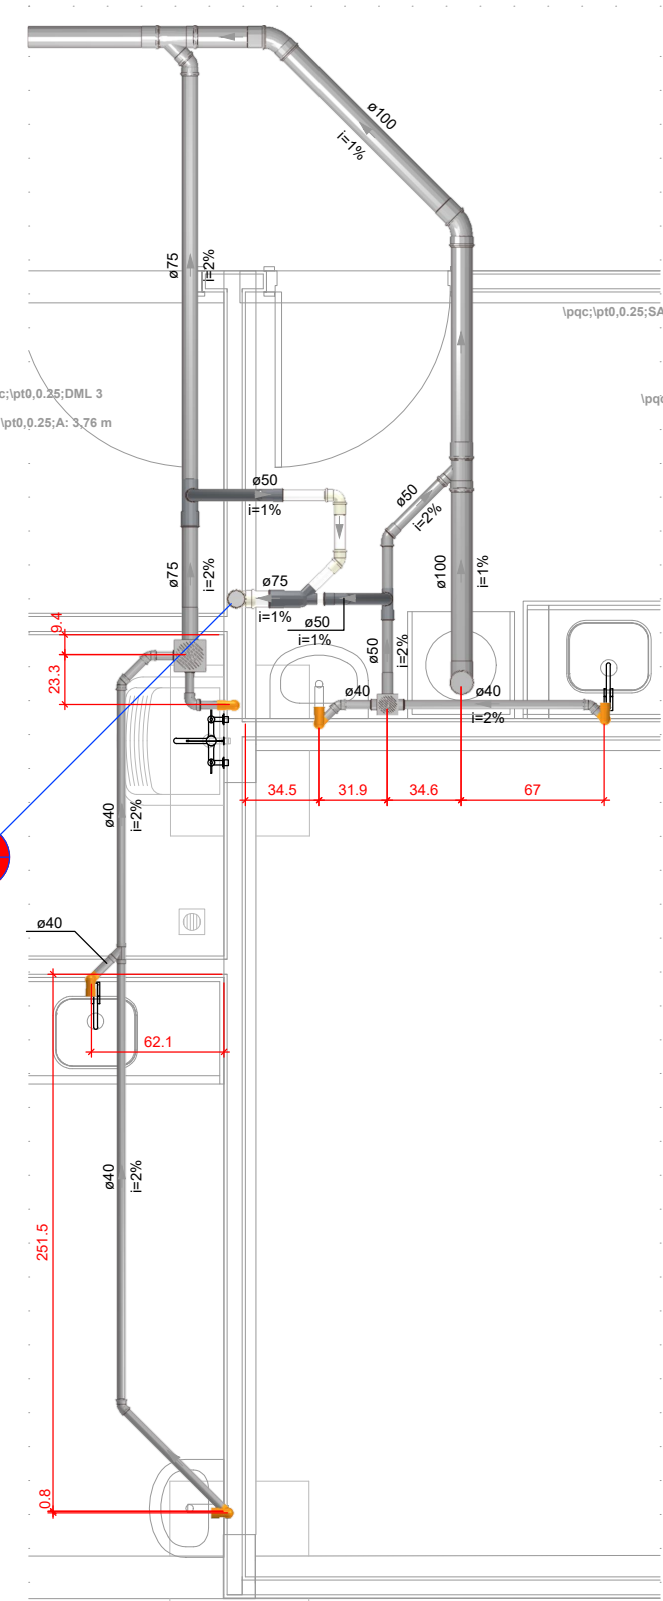 ø100
i=1%
ø75
i=2%
\pqc;\pt0,0.25;SA
c;\pt0,0.25;DML 3
\pt0,0.25;A: 3,76 m
\pqc
ø50
i=1%
ø50
i=2%
ø75
i=2%
ø75
i=1%
ø50
i=1%
ø100
i=1%
9.4
23.3
ø50
i=2%
ø40
ø40
i=2%
34.5
31.9
34.6
67
ø40
i=2%
ø40
62.1
ø40
i=2%
251.5
0.8